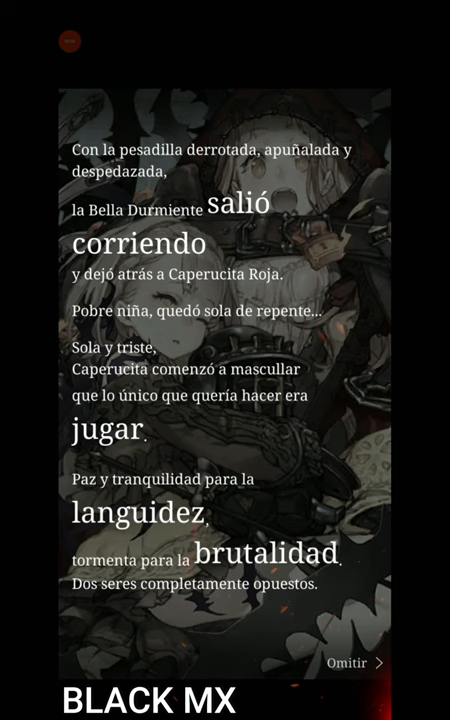 Con la pesadilla derrotada, apuñalada y
despedazada,
la Bella Durmiente salió
corriendo
y dejó atrás a Caperucita Roja.
Pobre niña, quedó sola de repente...
Sola y triste,
Caperucita comenzó a mascullar
que lo único que quería hacer era
jugar.
Paz y tranquilidad para la
languidez,
tormenta para la brutalidad.
Dos seres completamente opuestos.
Omitir
BLACK MX